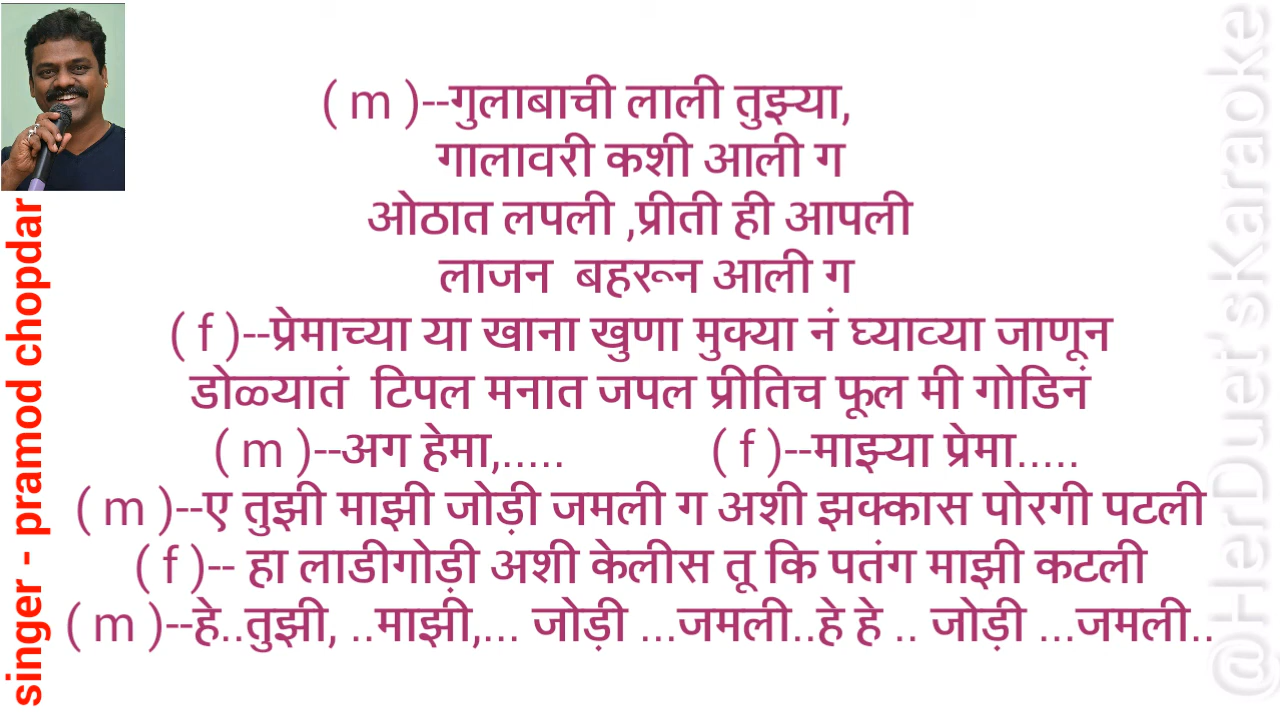 ( m )--गुलाबाची लाली तुझ्या,
गालावरी कशी आली ग
ओठात लपली ,प्रीती ही आपली
लाजन  बहरून आली ग
( f )--प्रेमाच्या या खाना खुणा मुक्या नं घ्याव्या जाणून
डोळ्यातं  टिपल मनात जपल प्रीतिच फूल मी गोडिनं
( m )--अग हेमा,.....	( f )--माझ्या प्रेमा.....
( m )--ए तुझी माझी जोड़ी जमली ग अशी झक्कास पोरगी पटली
( f )-- हा लाडीगोड़ी अशी केलीस तू कि पतंग माझी कटली
( m )--हे..तुझी, ..माझी,... जोड़ी ...जमली..हे हे .. जोड़ी ...जमली..
singer - pramod chopdar
@HerDuet'sKaraoke